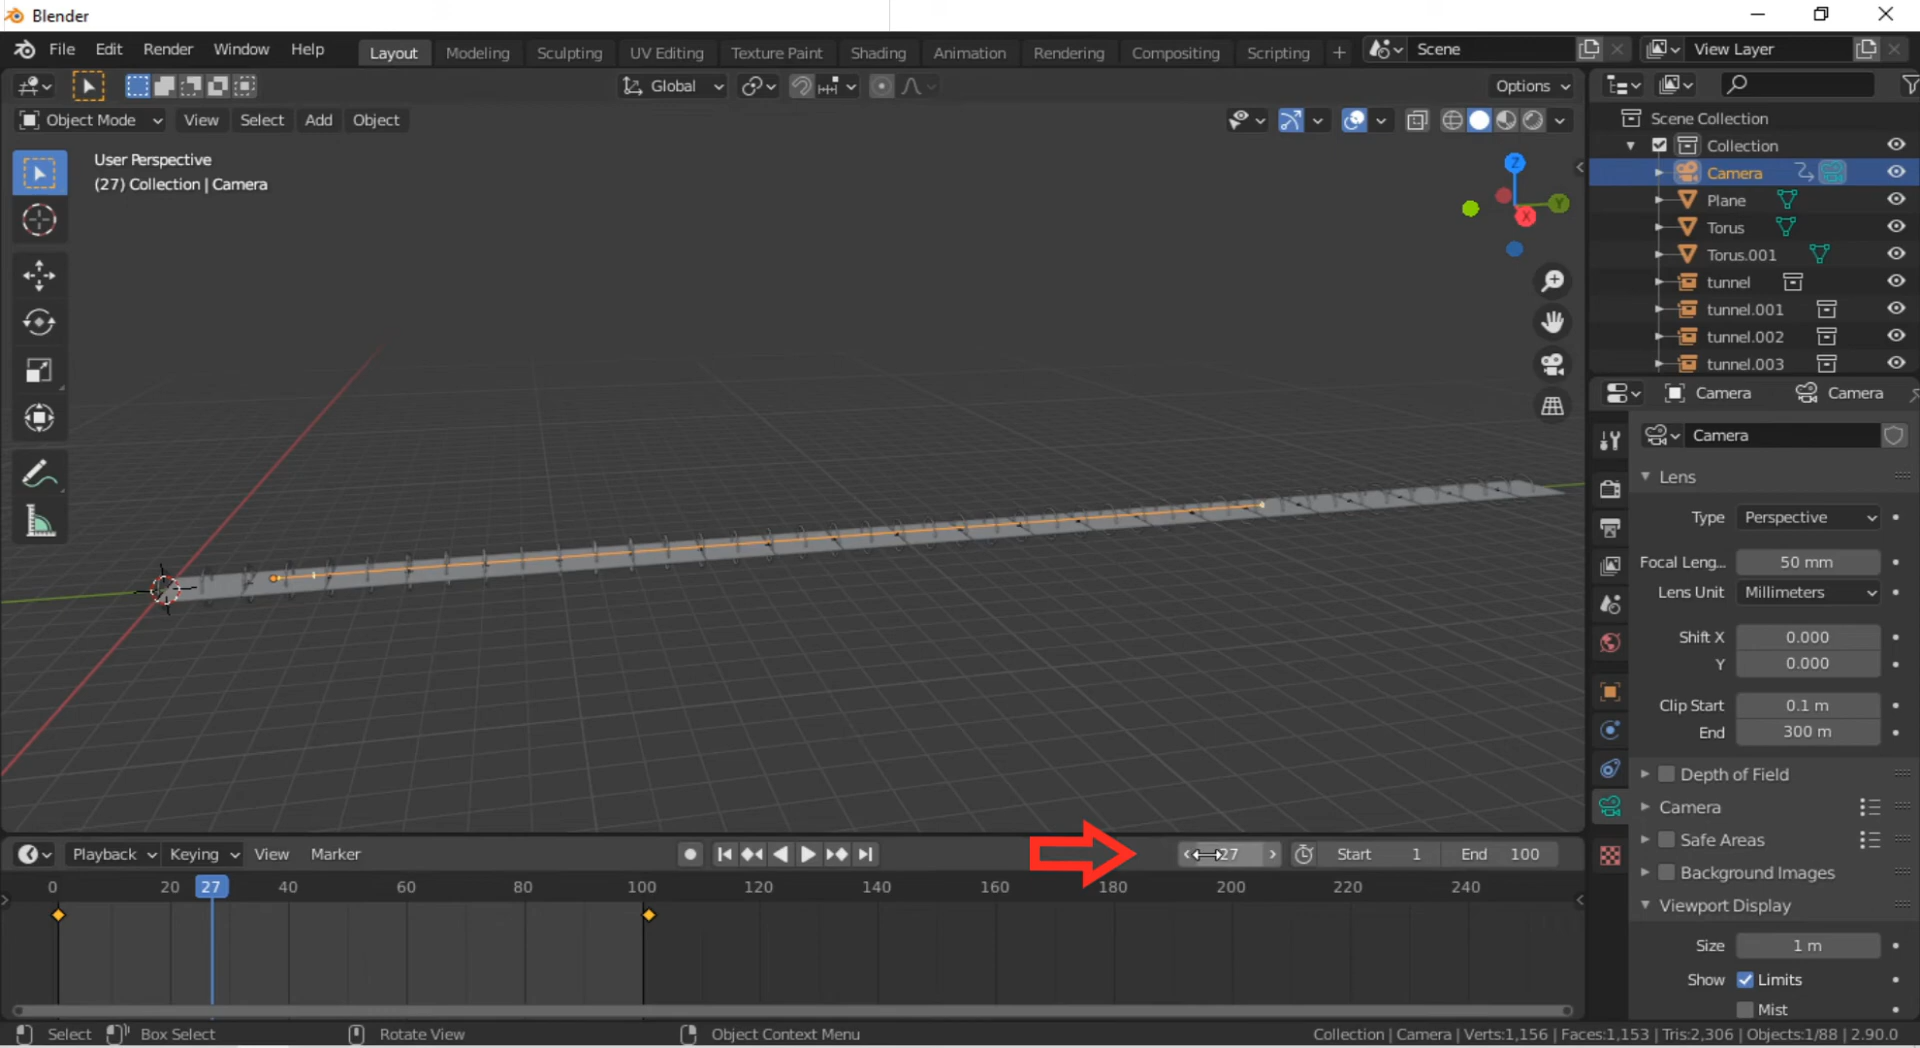 Blender
File Edit Render Window Help Layout Modeling Sculpting UV Editing Texture Paint Shading Animation Rendering Compositing Scripting + Scene View Layer
Global Options
Object Mode View Select Add Object
User Perspective
(27) Collection | Camera
Z
Y
X
Scene Collection
Collection
Camera
Plane
Torus
Torus.001
tunnel
tunnel.001
tunnel.002
tunnel.003
Camera Camera
Camera
Lens
Type Perspective
Focal Leng... 50 mm
Lens Unit Millimeters
Shift X 0.000
Y 0.000
Clip Start 0.1 m
End 300 m
Depth of Field
Camera
Safe Areas
Background Images
Viewport Display
Size 1 m
Show Limits
Mist
Playback Keying View Marker 27 Start 1 End 100
0 20 27 40 60 80 100 120 140 160 180 200 220 240
Select Box Select Rotate View Object Context Menu Collection | Camera | Verts:1,156 | Faces:1,153 | Tris:2,306 | Objects:1/88 | 2.90.0